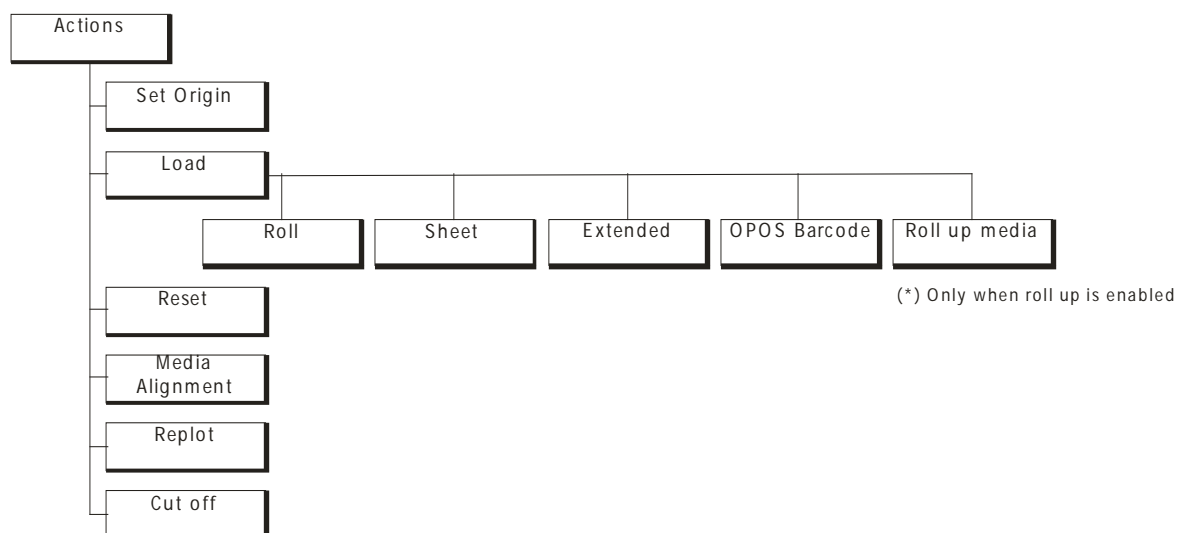 Actions
Set Origin
Load
Roll
Sheet
Extended
OPOS Barcode
Roll up media
(*) Only when roll up is enabled
Reset
Media
Alignment
Replot
Cut off